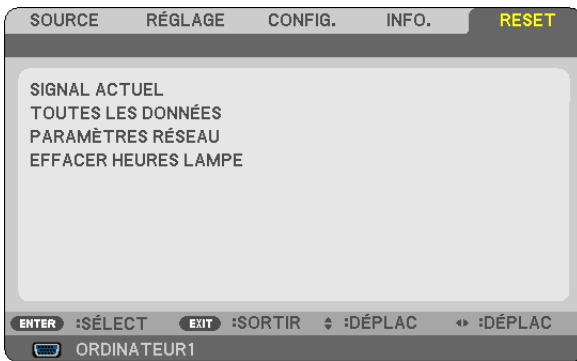 SOURCE RÉGLAGE CONFIG. INFO. RESET
SIGNAL ACTUEL
TOUTES LES DONNÉES
PARAMÈTRES RÉSEAU
EFFACER HEURES LAMPE
ENTER :SÉLECT EXIT :SORTIR :DÉPLAC :DÉPLAC
ORDINATEUR1